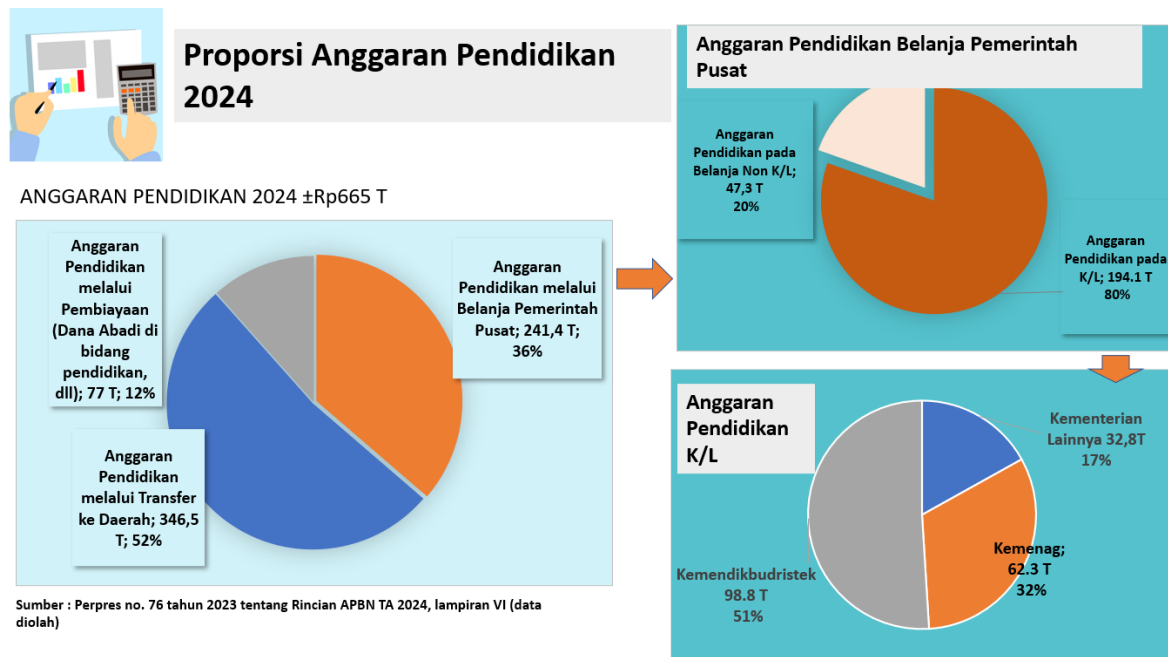 Proporsi Anggaran Pendidikan
2024
ANGGARAN PENDIDIKAN 2024 ±Rp665 T
Anggaran
Pendidikan
melalui
Pembiayaan
(Dana Abadi di
bidang
pendidikan,
dll); 77 T; 12%
Anggaran
Pendidikan melalui
Belanja Pemerintah
Pusat; 241,4 T;
36%
Anggaran
Pendidikan
melalui Transfer
ke Daerah; 346,5
T; 52%
Sumber : Perpres no. 76 tahun 2023 tentang Rincian APBN TA 2024, lampiran VI (data
diolah)
Anggaran Pendidikan Belanja Pemerintah
Pusat
Anggaran
Pendidikan pada
Belanja Non K/L;
47,3 T
20%
Anggaran
Pendidikan pada
K/L; 194.1 T
80%
Anggaran
Pendidikan
K/L
Kementerian
Lainnya 32,8T
17%
Kemenag;
62.3 T
32%
Kemendikbudristek
98.8 T
51%